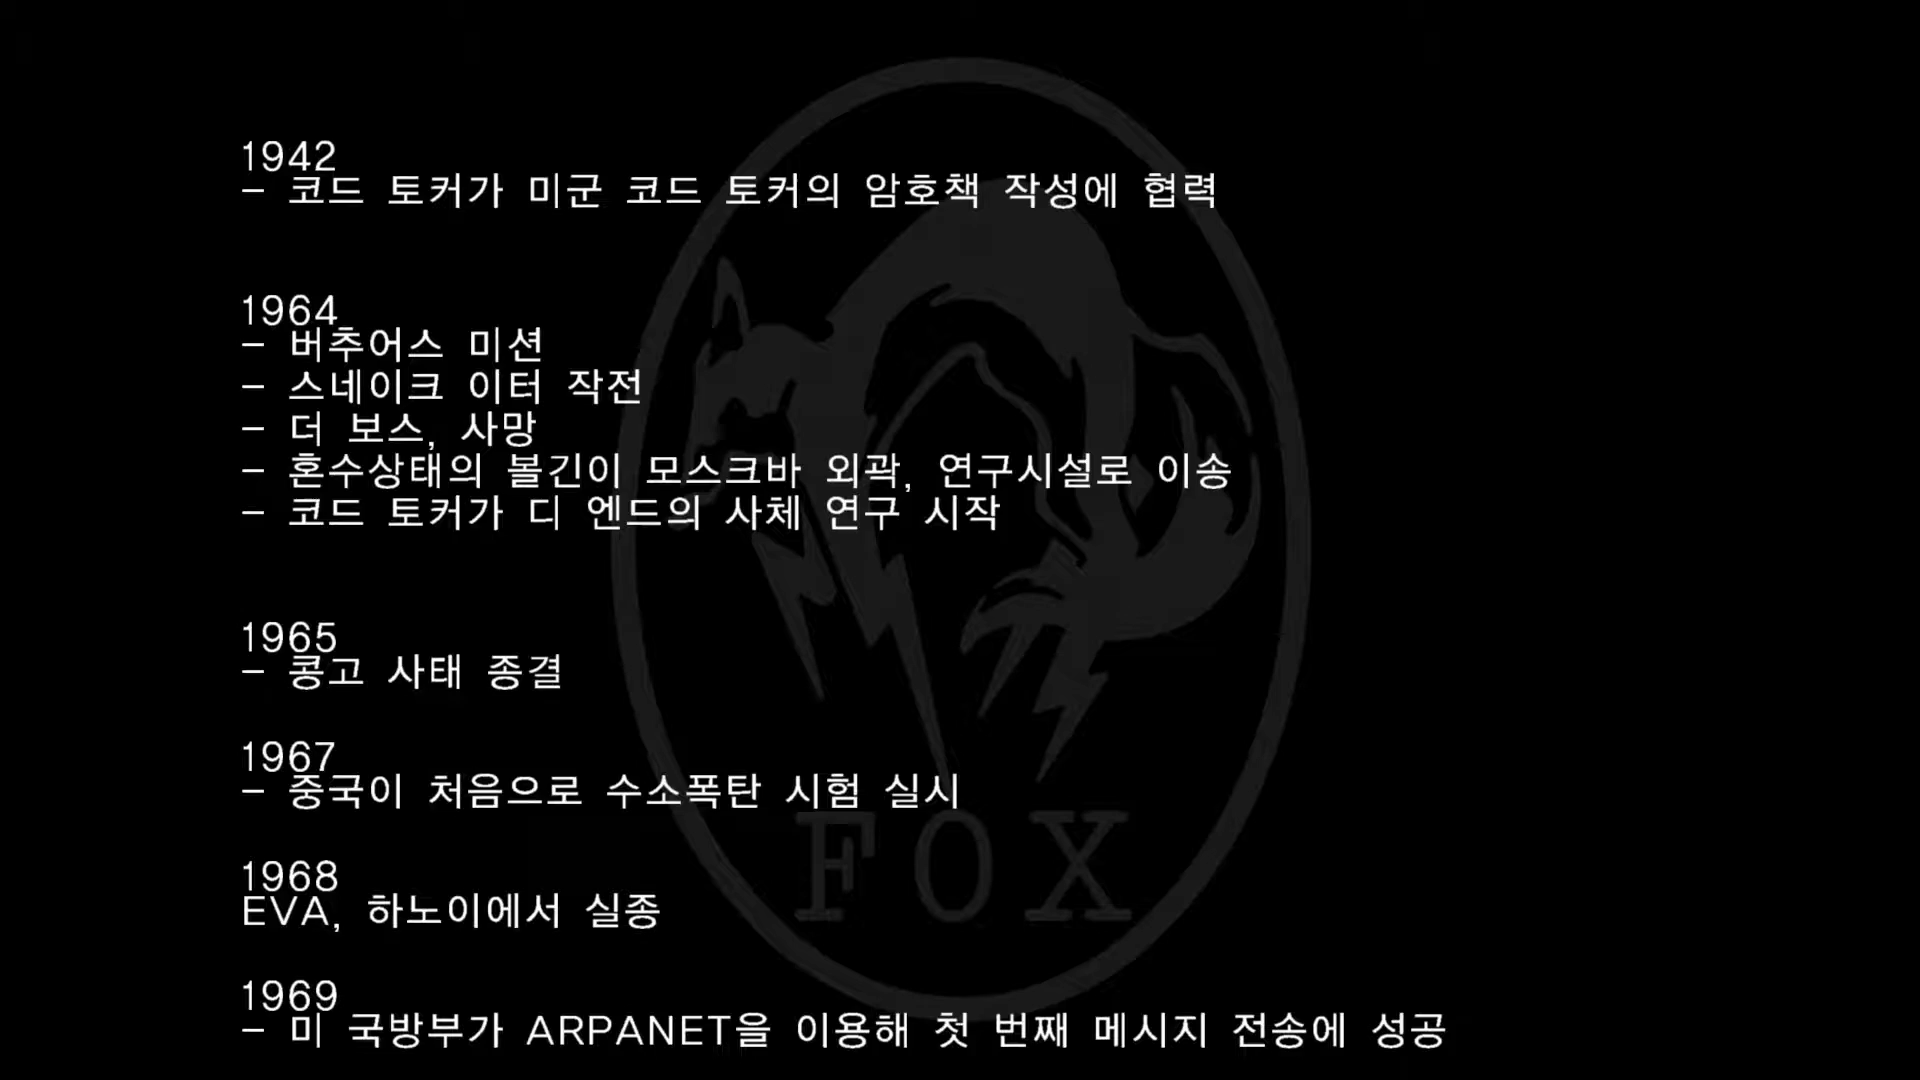 1942
- 코드 토커가 미군 코드 토커의 암호책 작성에 협력
1964
- 버추어스 미션
- 스네이크 이터 작전
- 더 보스, 사망
- 혼수상태의 볼긴이 모스크바 외곽, 연구시설로 이송
- 코드 토커가 디 엔드의 사체 연구 시작
1965
- 콩고 사태 종결
1967
- 중국이 처음으로 수소폭탄 시험 실시
1968
EVA, 하노이에서 실종
1969
- 미 국방부가 ARPANET을 이용해 첫 번째 메시지 전송에 성공
FOX